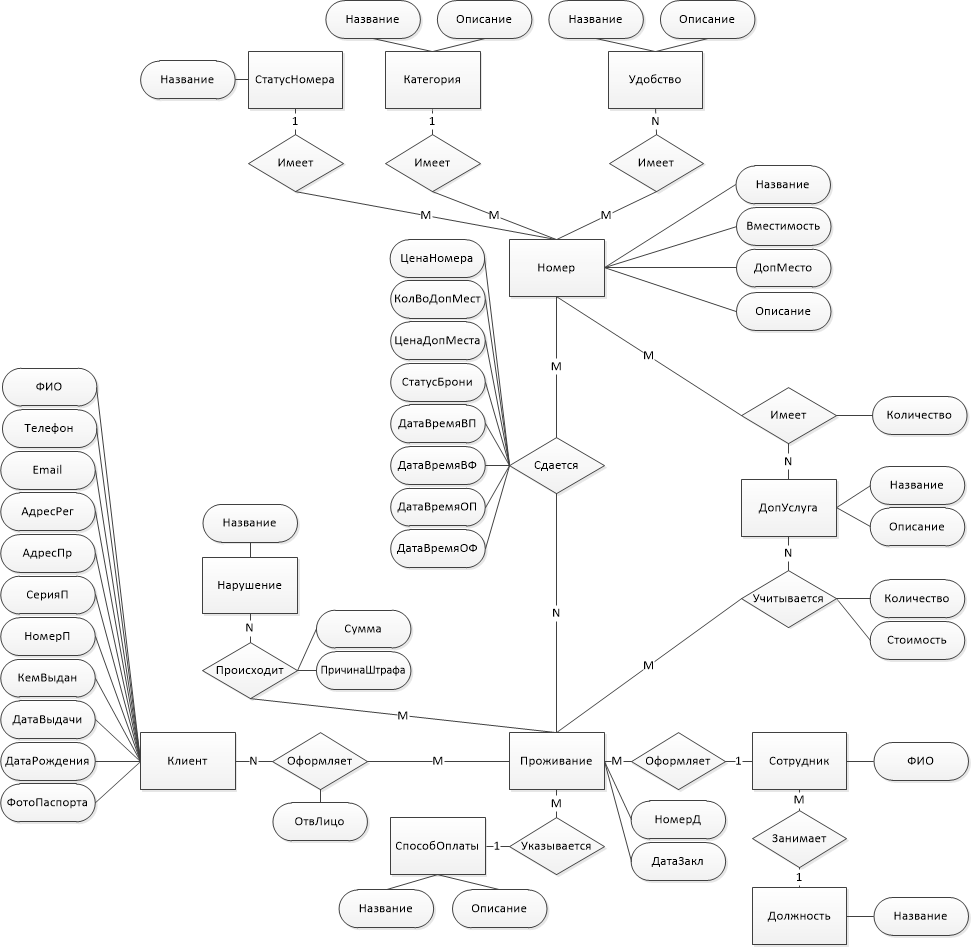 Название
Описание
Название
Описание
Название
СтатусНомера
Категория
Удобство
1
1
N
Имеет
Имеет
Имеет
М
М
М
Название
Вместимость
ДопМесто
Описание
Номер
ЦенаНомера
КолВоДопМест
ЦенаДопМеста
СтатусБрони
ДатаВремяВП
ДатаВремяВФ
ДатаВремяОП
ДатаВремяОФ
М
М
Сдается
Имеет
Количество
N
ДопУслуга
Название
Описание
N
Учитывается
Количество
Стоимость
ФИО
Телефон
Email
АдресРег
АдресПр
СерияП
НомерП
КемВыдан
ДатаВыдачи
ДатаРождения
ФотоПаспорта
Название
Нарушение
N
Происходит
Сумма
ПричинаШтрафа
N
М
М
Клиент
N
Оформляет
М
Проживание
М
Оформляет
1
Сотрудник
ФИО
ОтвЛицо
М
НомерД
ДатаЗакл
М
СпособОплаты
1
Указывается
Занимает
1
Название
Описание
Должность
Название